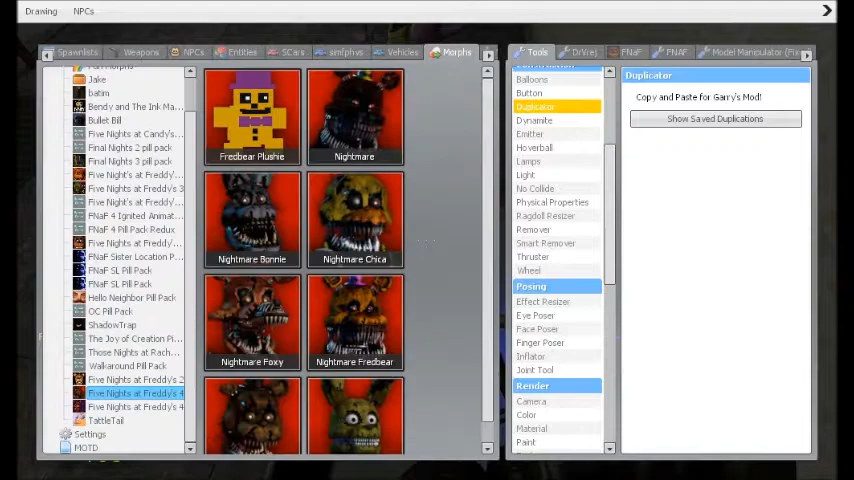 Drawing NPCs
Spawnlists Weapons NPCs Entities SCars simfphys Vehicles Morphs
Tools DrVrej FNaF FNAF Model Manipulator (Fix
Jake
batim
Bendy and The Ink Ma...
Bullet Bill
Five Nights at Candy's...
Final Nights 2 pill pack
Final Nights 3 pill pack
Five Night's at Freddy'...
Five Nights at Freddy's 3
Five Night's at Freddy'...
FNaF 4 Ignited Animat...
FNaF 4 Pill Pack Redux
Five Nights at Freddy'...
FNaF Sister Location P...
FNaF SL Pill Pack
FNaF SL Pill Pack
Hello Neighbor Pill Pack
OC Pill Pack
ShadowTrap
The Joy of Creation Pi...
Those Nights at Rach...
Walkaround Pill Pack
Five Nights at Freddy's 2
Five Nights at Freddy's 4
Five Nights at Freddy's 4
TattleTail
Settings
MOTD
Fredbear Plushie
Nightmare
Nightmare Bonnie
Nightmare Chica
Nightmare Foxy
Nightmare Fredbear
Construction
Balloons
Button
Duplicator
Dynamite
Emitter
Hoverball
Lamps
Light
No Collide
Physical Properties
Ragdoll Resizer
Remover
Smart Remover
Thruster
Wheel
Posing
Effect Resizer
Eye Poser
Face Poser
Finger Poser
Inflator
Joint Tool
Render
Camera
Color
Material
Paint
Duplicator
Copy and Paste for Garry's Mod!
Show Saved Duplications